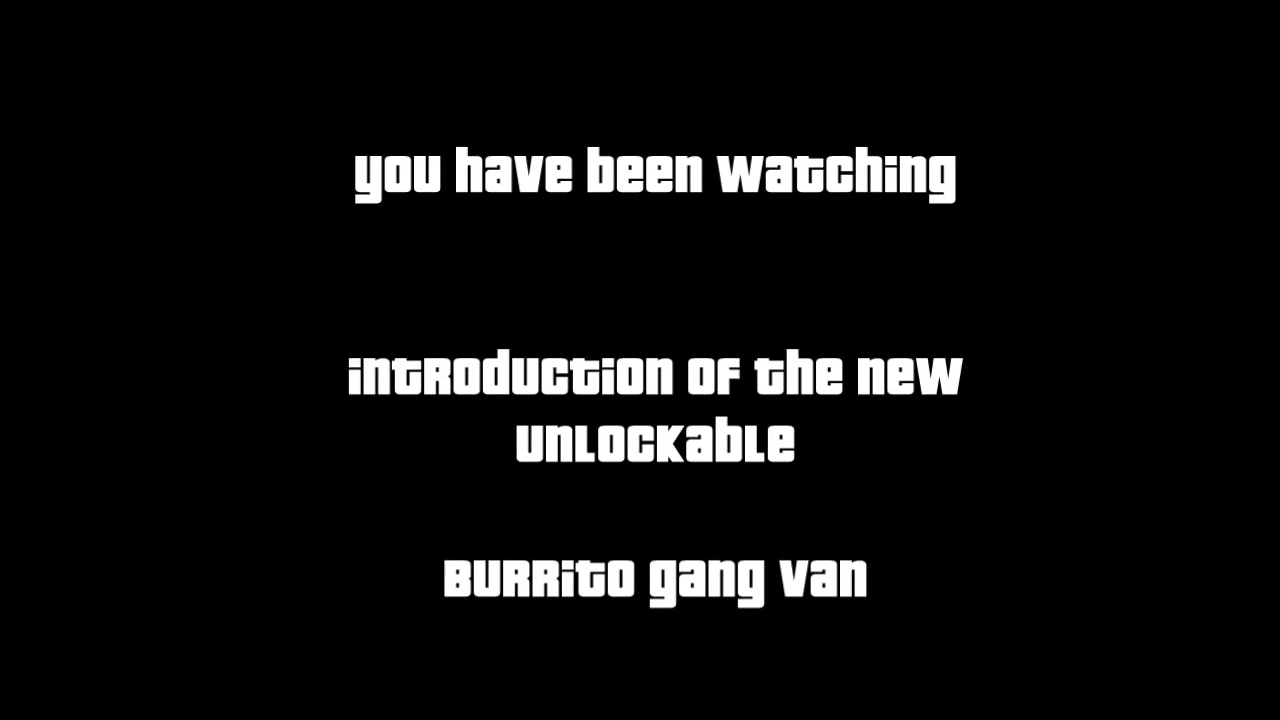 you have been watching
introduction of the new
unlockable
Burrito gang van